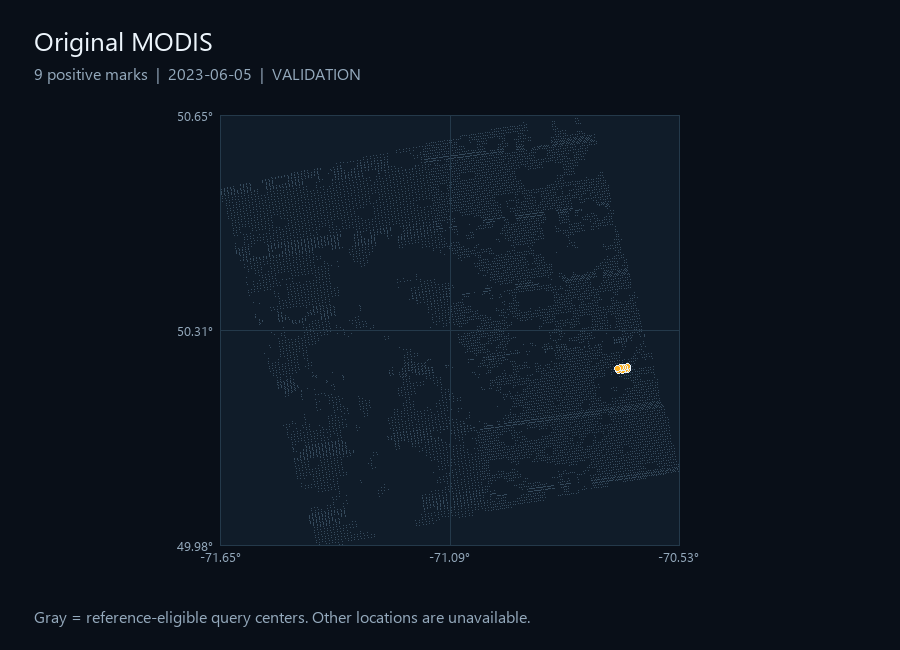 Original MODIS
9 positive marks | 2023-06-05 | VALIDATION
50.65°
50.31°
49.98°
-71.65°
-71.09°
-70.53°
Gray = reference-eligible query centers. Other locations are unavailable.